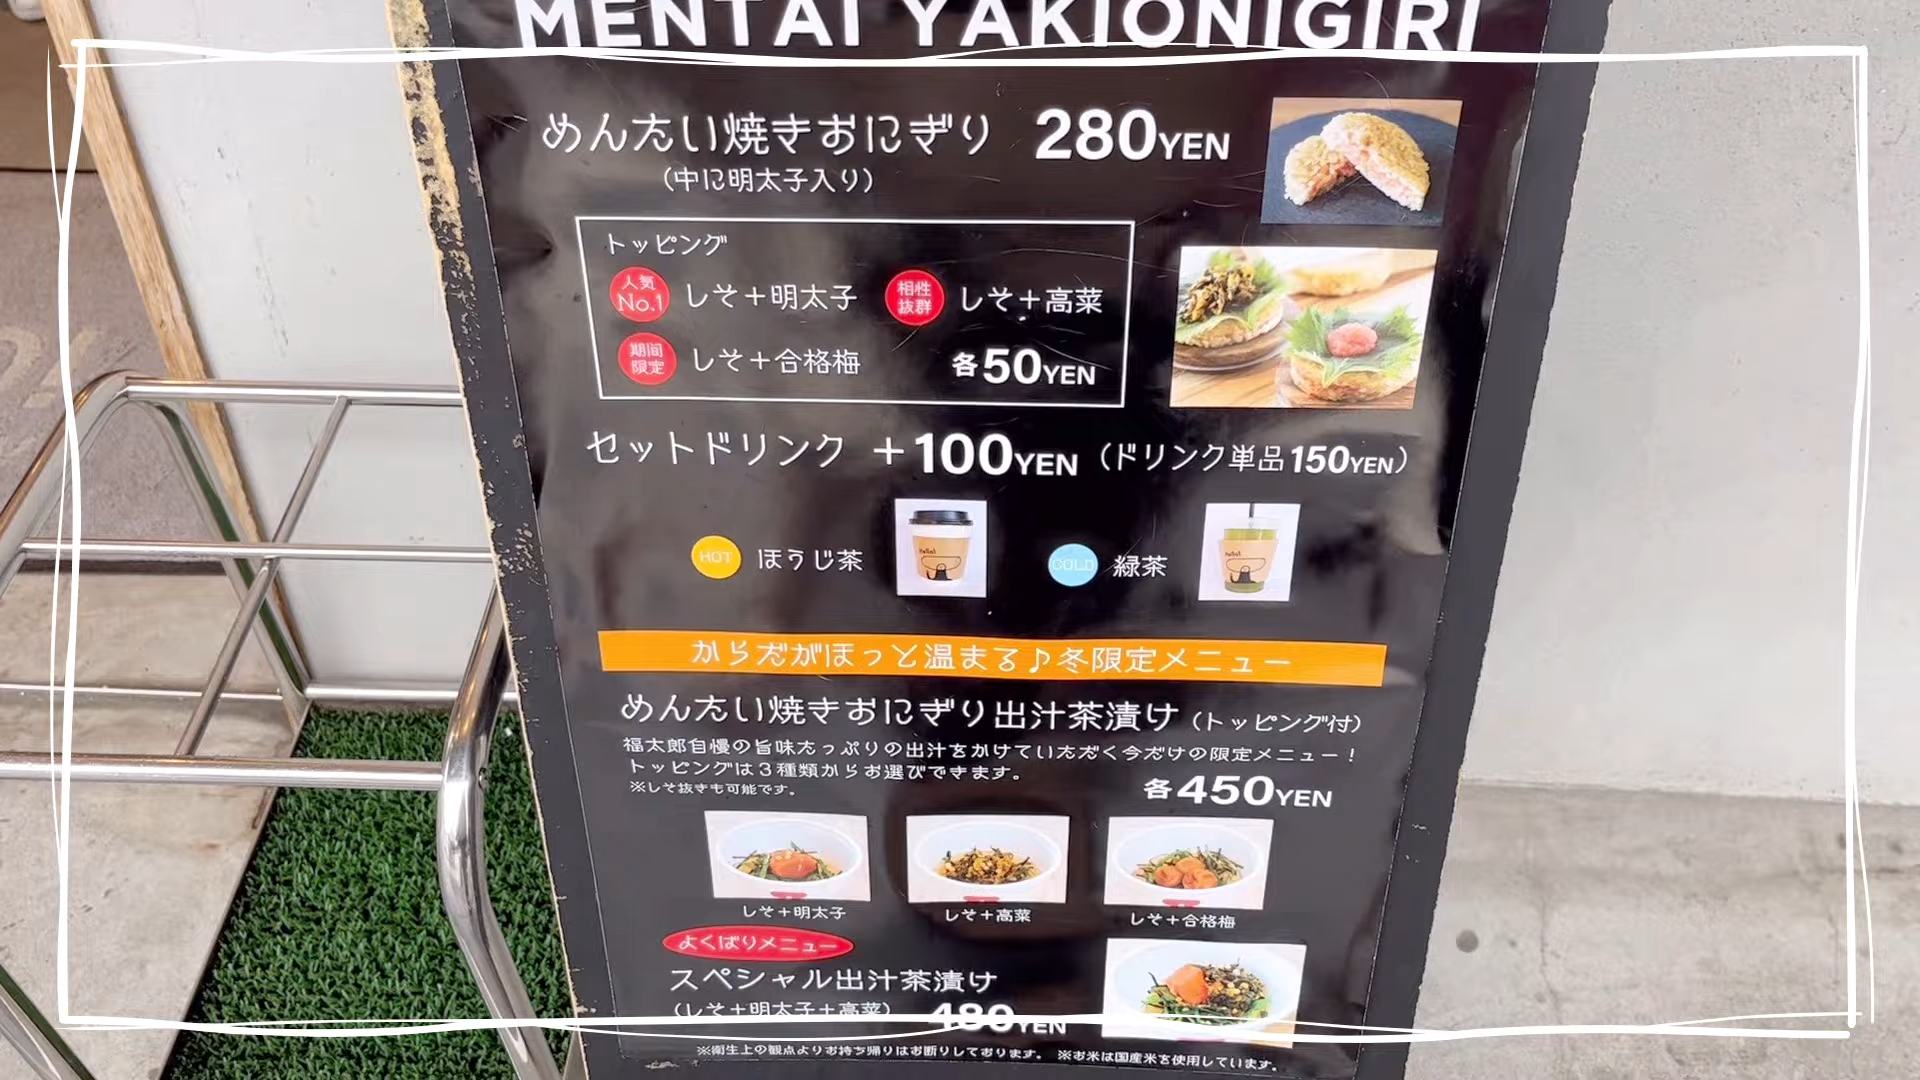 MENTAI YAKIONIGIRI
めんたい焼きおにぎり 280YEN
(中に明太子入り)
トッピング
人気No.1 しそ+明太子 相性抜群 しそ+高菜
期間限定 しそ+合格梅 各50YEN
セットドリンク +100YEN (ドリンク単品150YEN)
HOT ほうじ茶 COLD 緑茶
からだがほっと温まる♪冬限定メニュー
めんたい焼きおにぎり出汁茶漬け(トッピング付)
福太郎自慢の旨味たっぷりの出汁をかけていただく今だけの限定メニュー!
トッピングは3種類からお選びできます。
※しそ抜きも可能です。
各450YEN
しそ+明太子 しそ+高菜 しそ+合格梅
よくばりメニュー
スペシャル出汁茶漬け
(しそ+明太子+高菜) 480YEN
※衛生上の観点よりお持ち帰りはお断りしております。 ※お米は国産米を使用しています。